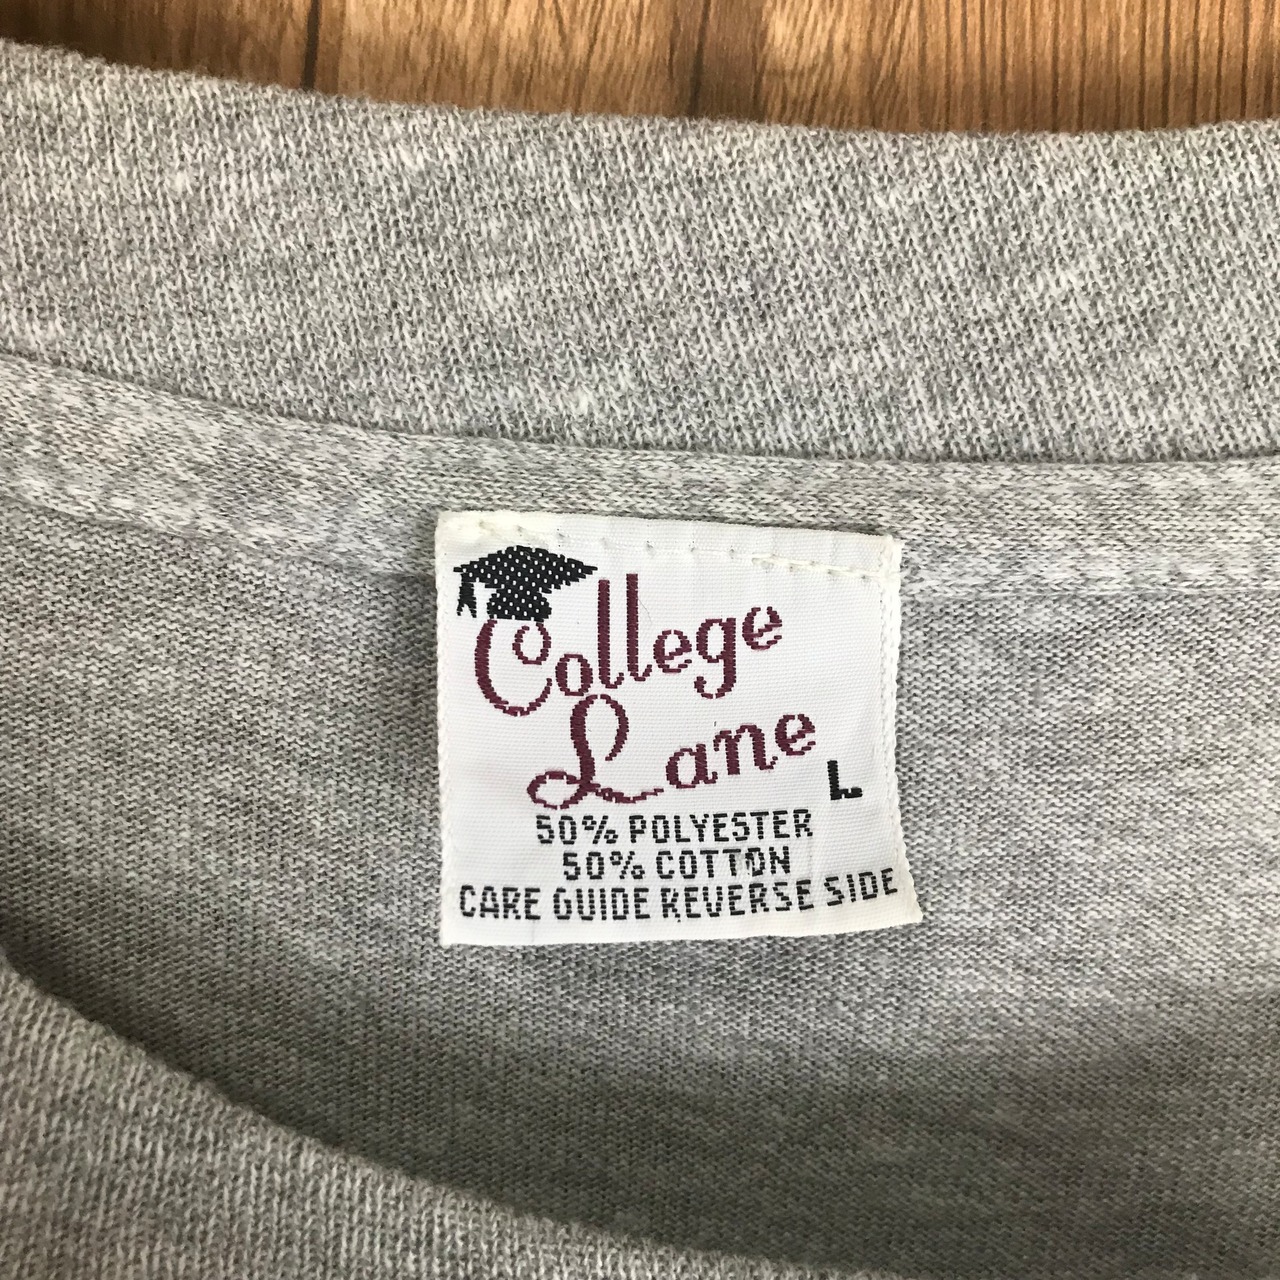 College
Lane
L
50% POLYESTER
50% COTTON
CARE GUIDE REVERSE SIDE